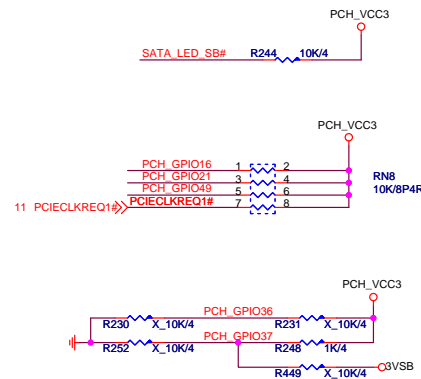 PCH_VCC3
SATA_LED_SB# R244 10K/4
PCH_VCC3
PCH_GPIO16 1 2
PCH_GPIO21 3 4
PCH_GPIO49 5 6
11 PCIECLKREQ1# PCIECLKREQ1# 7 8
RN8
10K/8P4R
PCH_VCC3
PCH_GPIO36
R230 X_10K/4 R231 X_10K/4
PCH_GPIO37
R252 X_10K/4 R248 1K/4
3VSB
R449 X_10K/4